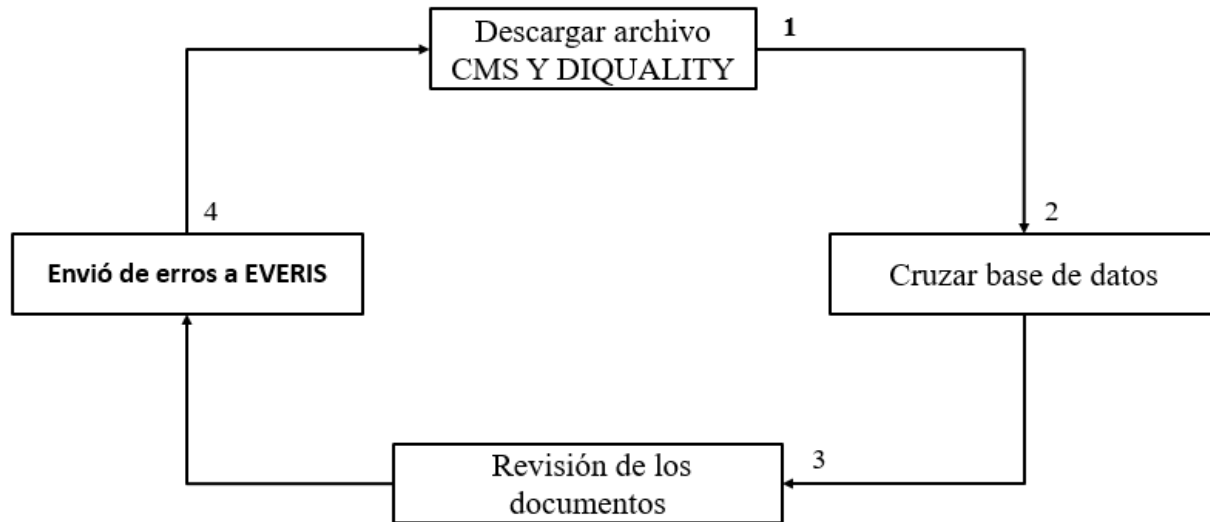 Descargar archivo
CMS Y DIQUALITY
1
2
Cruzar base de datos
3
Revisión de los
documentos
4
Envió de erros a EVERIS